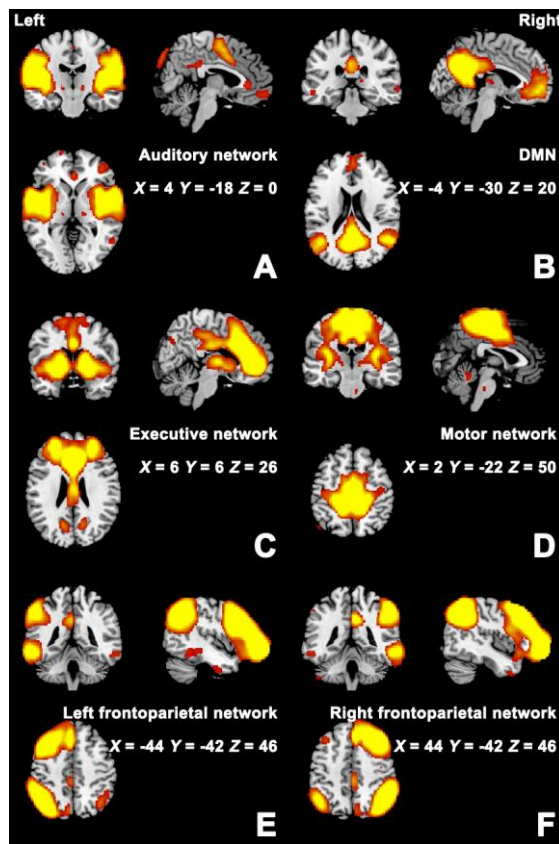 Left
Right
Auditory network
X = 4 Y = -18 Z = 0
A
DMN
X = -4 Y = -30 Z = 20
B
Executive network
X = 6 Y = 6 Z = 26
C
Motor network
X = 2 Y = -22 Z = 50
D
Left frontoparietal network
X = -44 Y = -42 Z = 46
E
Right frontoparietal network
X = 44 Y = -42 Z = 46
F